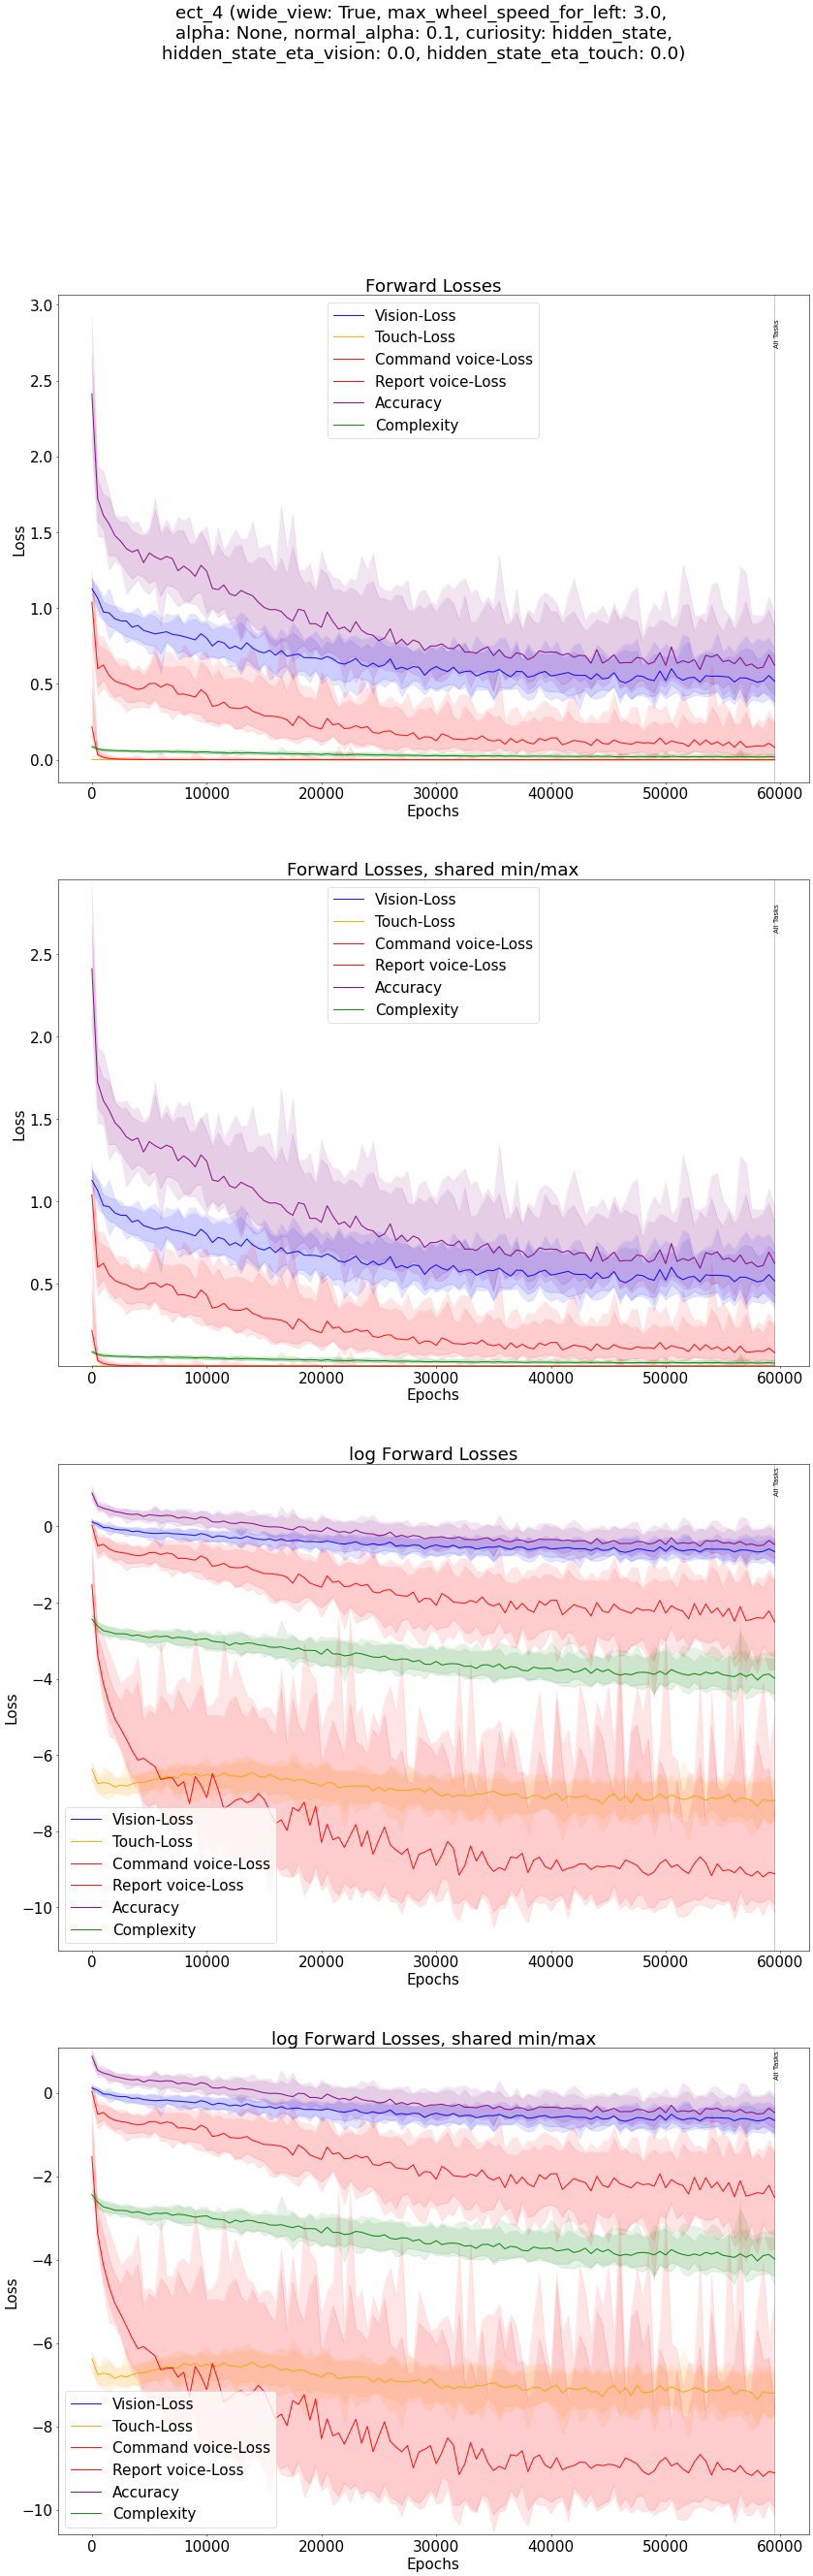 ect_4 (wide_view: True, max_wheel_speed_for_left: 3.0,
alpha: None, normal_alpha: 0.1, curiosity: hidden_state,
hidden_state_eta_vision: 0.0, hidden_state_eta_touch: 0.0)
Forward Losses
3.0
2.5
2.0
1.5
1.0
0.5
0.0
Loss
Vision-Loss
Touch-Loss
Command voice-Loss
Report voice-Loss
Accuracy
Complexity
All Tasks
0 10000 20000 30000 40000 50000 60000
Epochs
Forward Losses, shared min/max
2.5
2.0
1.5
1.0
0.5
Loss
Vision-Loss
Touch-Loss
Command voice-Loss
Report voice-Loss
Accuracy
Complexity
All Tasks
0 10000 20000 30000 40000 50000 60000
Epochs
log Forward Losses
0
−2
−4
−6
−8
−10
Loss
All Tasks
Vision-Loss
Touch-Loss
Command voice-Loss
Report voice-Loss
Accuracy
Complexity
0 10000 20000 30000 40000 50000 60000
Epochs
log Forward Losses, shared min/max
0
−2
−4
−6
−8
−10
Loss
All Tasks
Vision-Loss
Touch-Loss
Command voice-Loss
Report voice-Loss
Accuracy
Complexity
0 10000 20000 30000 40000 50000 60000
Epochs